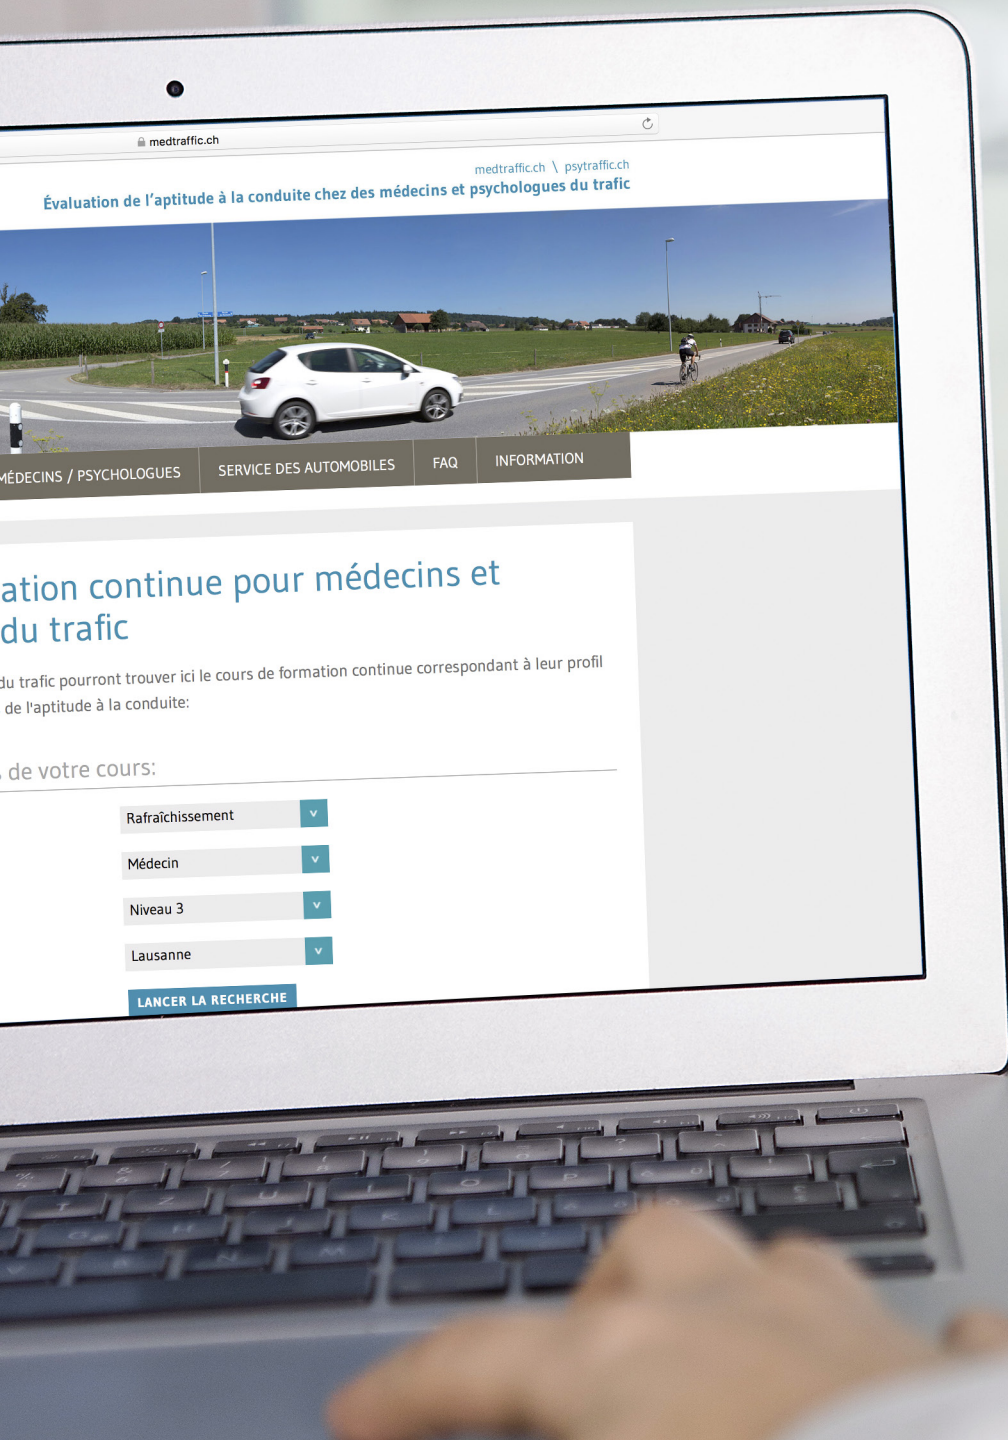 medtraffic.ch
medtraffic.ch \ psytraffic.ch
Évaluation de l’aptitude à la conduite chez des médecins et psychologues du trafic
MÉDECINS / PSYCHOLOGUES
SERVICE DES AUTOMOBILES
FAQ
INFORMATION
ation continue pour médecins et
du trafic
du trafic pourront trouver ici le cours de formation continue correspondant à leur profil
de l'aptitude à la conduite:
de votre cours:
Rafraîchissement
Médecin
Niveau 3
Lausanne
LANCER LA RECHERCHE